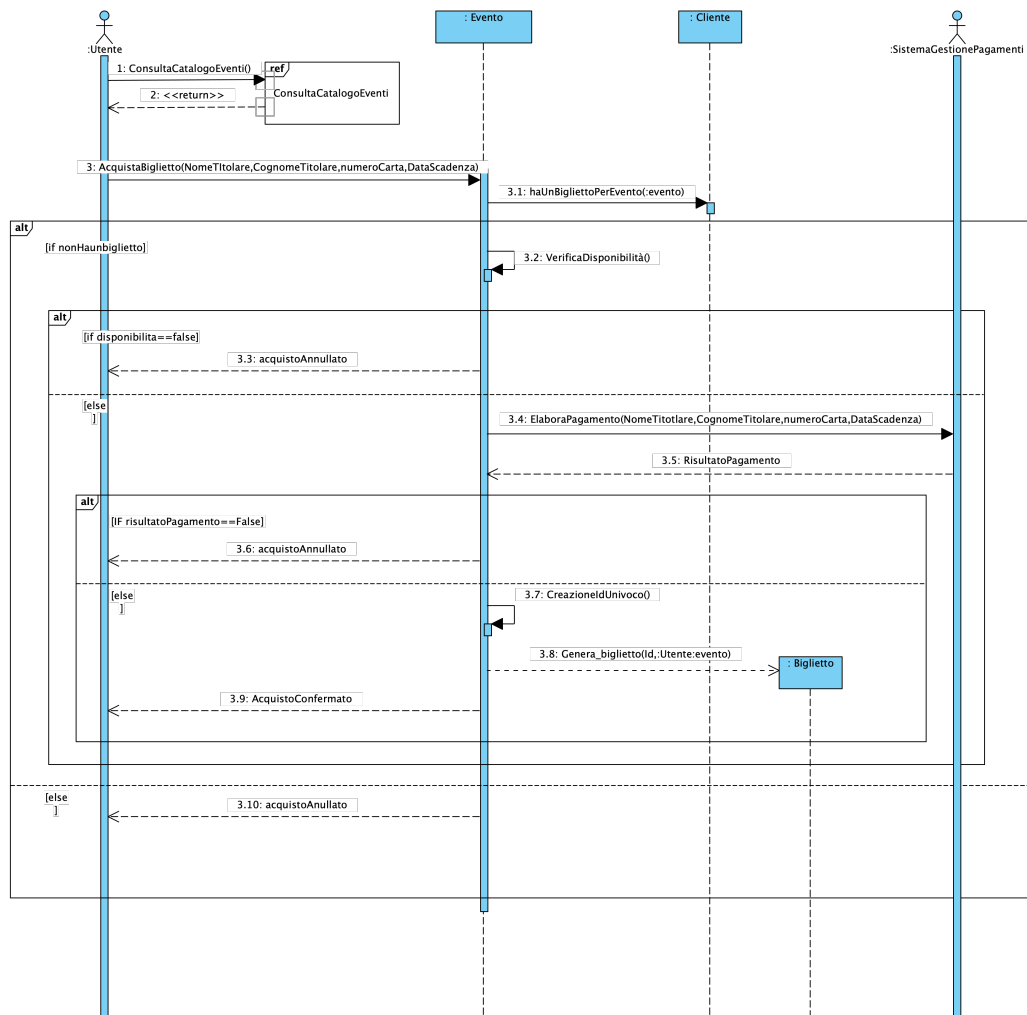 : Evento
: Cliente
:Utente
:SistemaGestionePagamenti
1: ConsultaCatalogoEventi()
ref
2: <<return>>
ConsultaCatalogoEventi
3: AcquistaBiglietto(NomeTItolare,CognomeTitolare,numeroCarta,DataScadenza)
3.1: haUnBigliettoPerEvento(:evento)
alt
[if nonHaunbiglietto]
3.2: VerificaDisponibilità()
alt
[if disponibilita==false]
3.3: acquistoAnnullato
[else
]
3.4: ElaboraPagamento(NomeTitotlare,CognomeTitolare,numeroCarta,DataScadenza)
3.5: RisultatoPagamento
alt
[IF risultatoPagamento==False]
3.6: acquistoAnnullato
[else
]
3.7: CreazioneIdUnivoco()
3.8: Genera_biglietto(Id,:Utente:evento)
: Biglietto
3.9: AcquistoConfermato
[else
]
3.10: acquistoAnullato